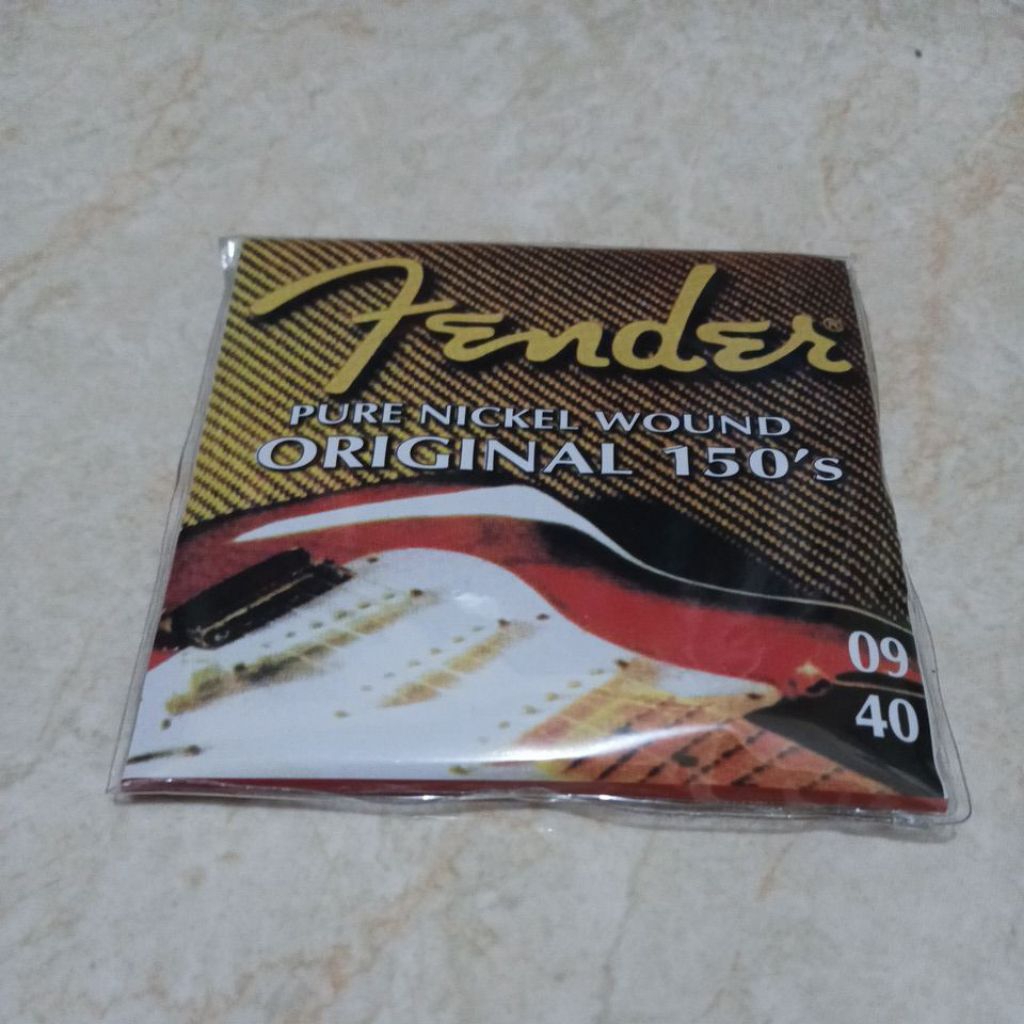 Fender®
PURE NICKEL WOUND
ORIGINAL 150's
09
40